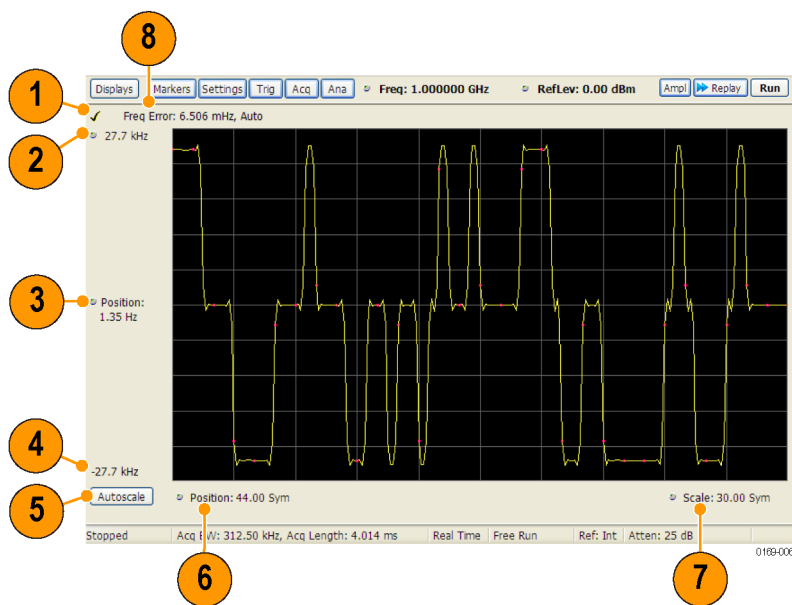 8
Displays Markers Settings Trig Acq Ana Freq: 1.000000 GHz RefLev: 0.00 dBm Ampl Replay Run
1
Freq Error: 6.506 mHz, Auto
2
27.7 kHz
3
Position:
1.35 Hz
4
-27.7 kHz
5
Autoscale Position: 44.00 Sym Scale: 30.00 Sym
Stopped Acq BW: 312.50 kHz, Acq Length: 4.014 ms Real Time Free Run Ref: Int Atten: 25 dB
0169-006
6
7